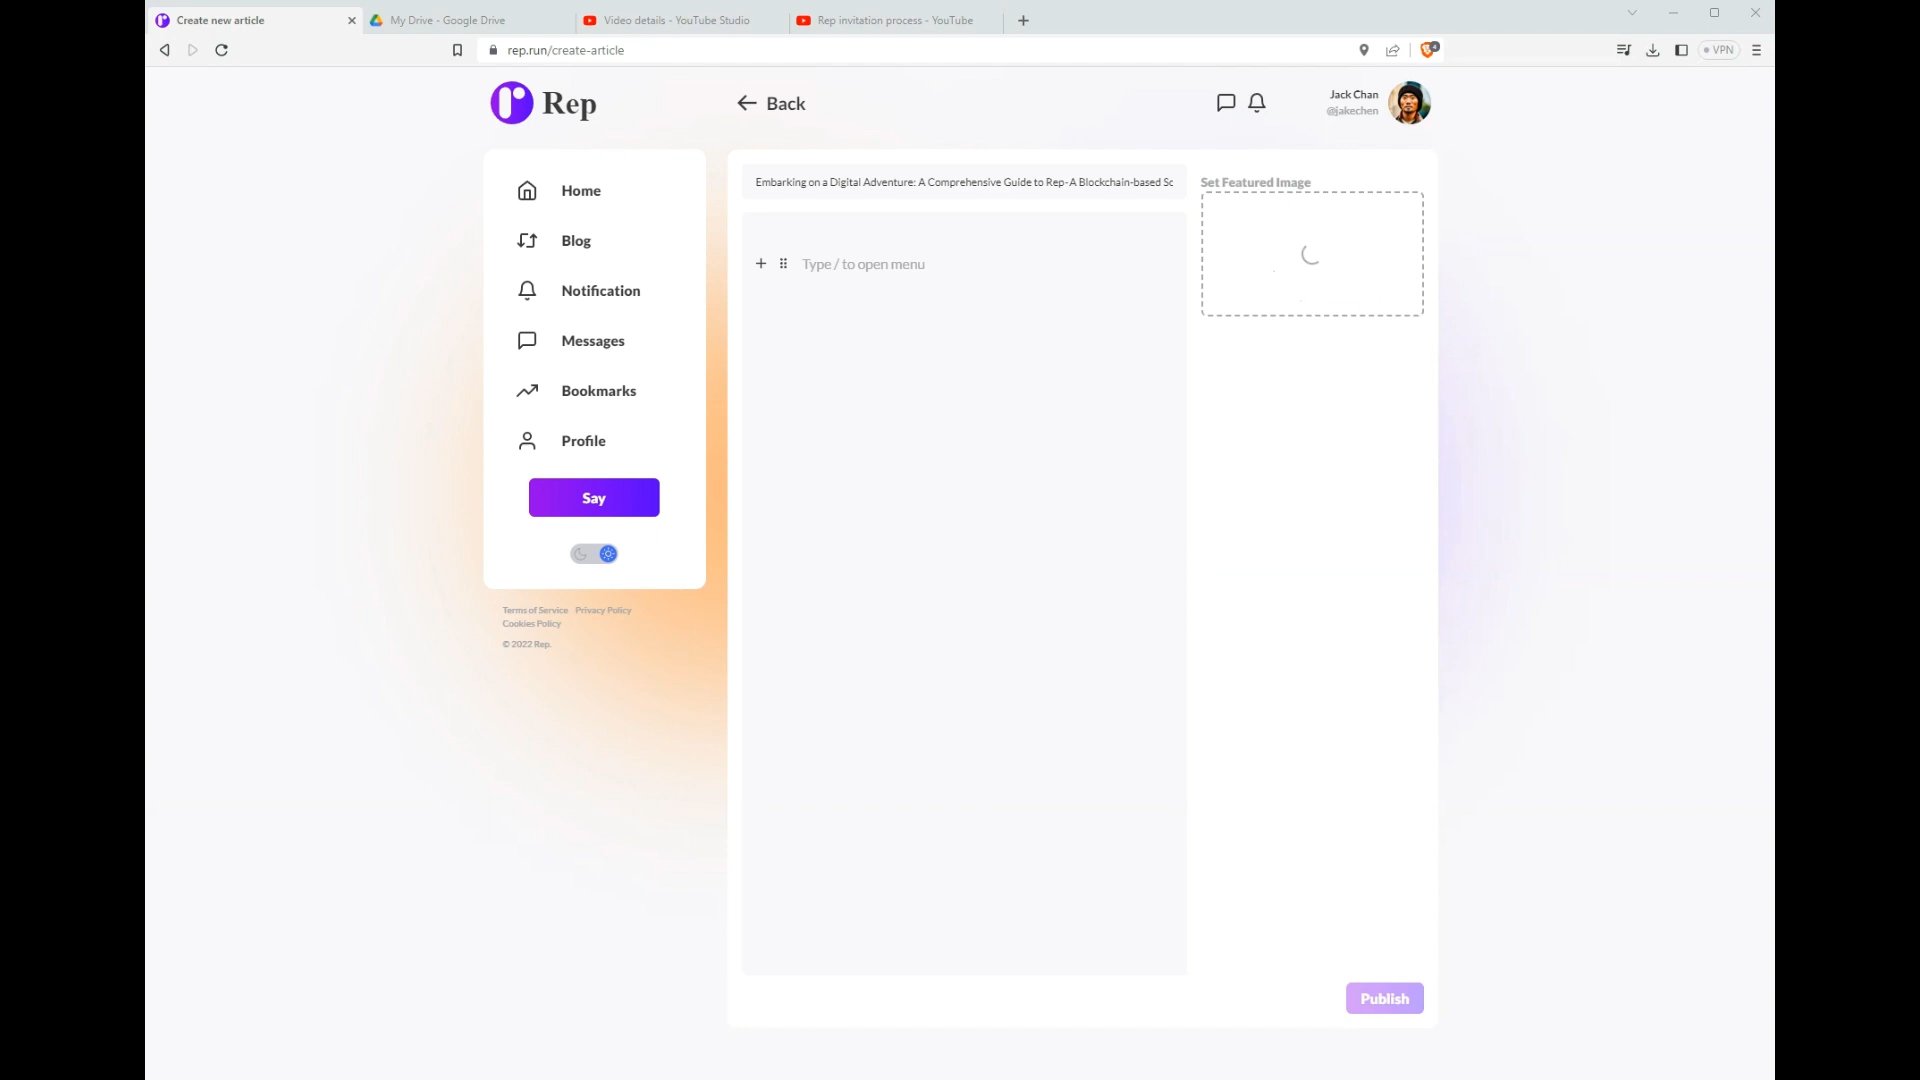 Create new article
My Drive - Google Drive
Video details - YouTube Studio
Rep invitation process - YouTube
rep.run/create-article
4
VPN
Rep
Back
Jack Chan
@jakechen
Home
Blog
Notification
Messages
Bookmarks
Profile
Say
Terms of Service Privacy Policy
Cookies Policy
© 2022 Rep.
Embarking on a Digital Adventure: A Comprehensive Guide to Rep-A Blockchain-based Sc
Type / to open menu
Set Featured Image
Publish